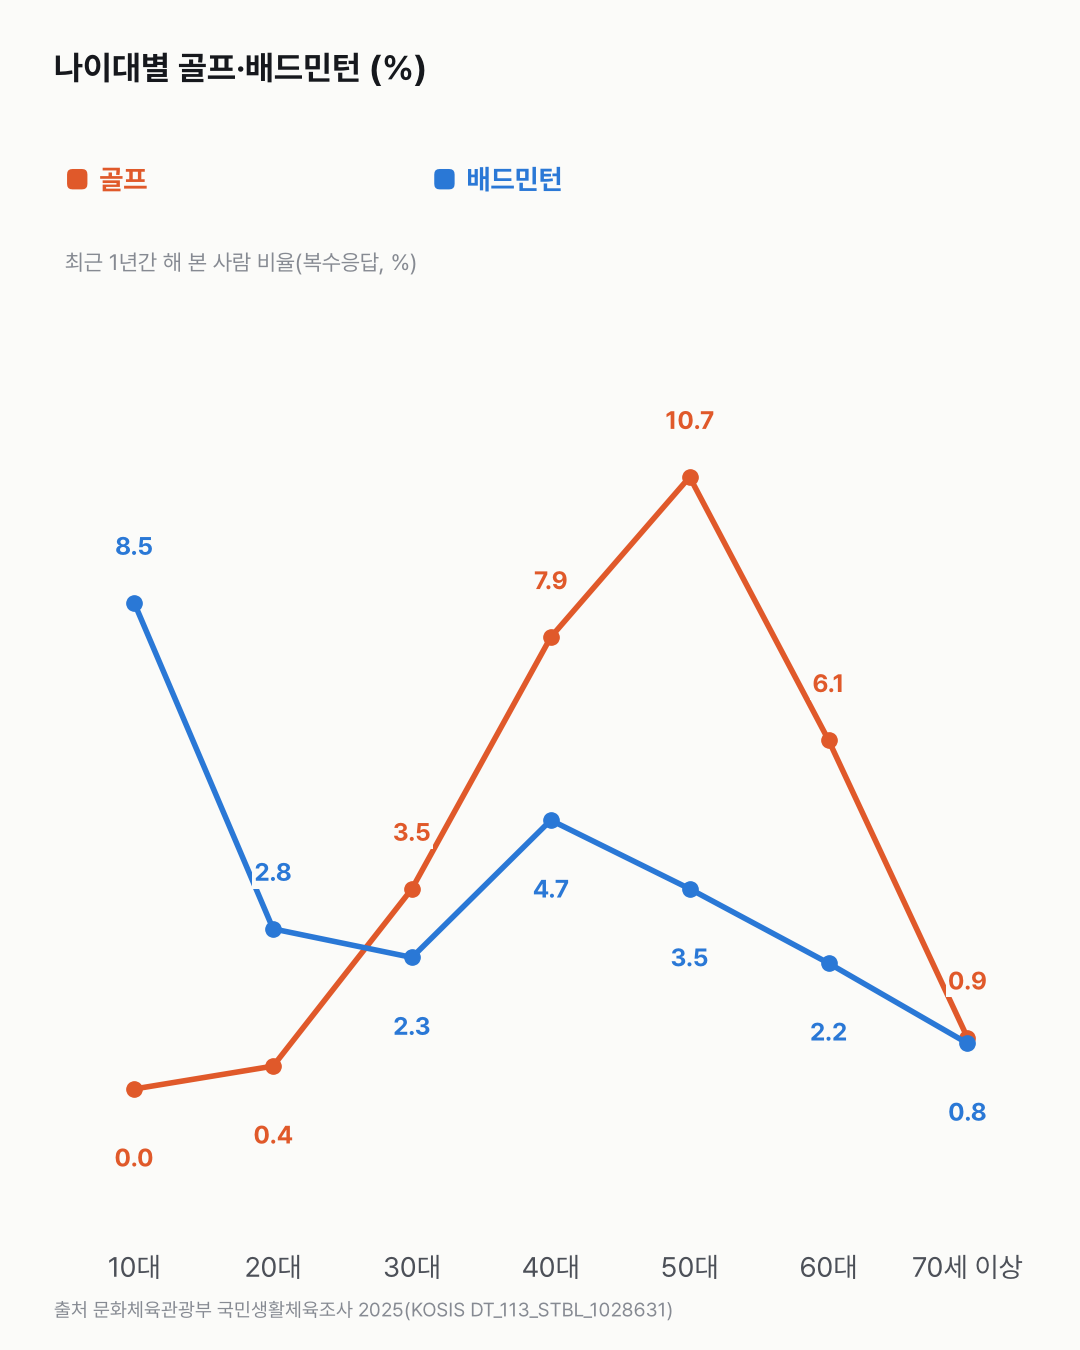 나이대별 골프·배드민턴 (%)
골프 배드민턴
최근 1년간 해 본 사람 비율(복수응답, %)
10.7
8.5
7.9
6.1
3.5
2.8
4.7
3.5
0.9
2.3
2.2
0.8
0.4
0.0
10대 20대 30대 40대 50대 60대 70세 이상
출처 문화체육관광부 국민생활체육조사 2025(KOSIS DT_113_STBL_1028631)